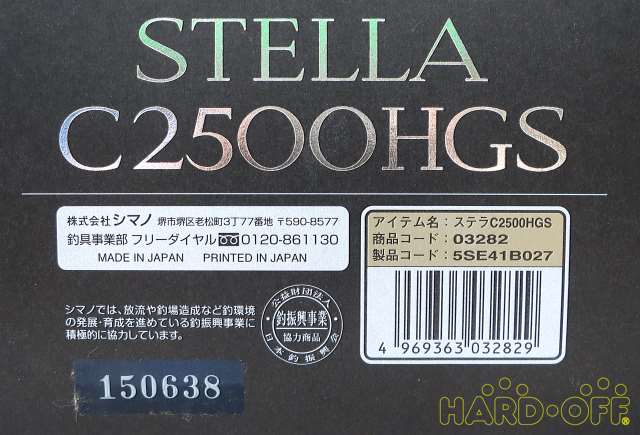 STELLA
C2500HGS
株式会社 シマノ 堺市堺区老松町3丁77番地 〒590-8577
釣具事業部 フリーダイヤル 0120-861130
MADE IN JAPAN PRINTED IN JAPAN
アイテム名：ステラC2500HGS
商品コード：03282
製品コード：5SE41B027
4 969363 032829
シマノでは、放流や釣場造成など釣環境
の発展・育成を進めている釣振興事業に
積極的に協力しています。
公益財団法人
釣振興事業
協力商品
日本釣振興会
150638
HARD-OFF®